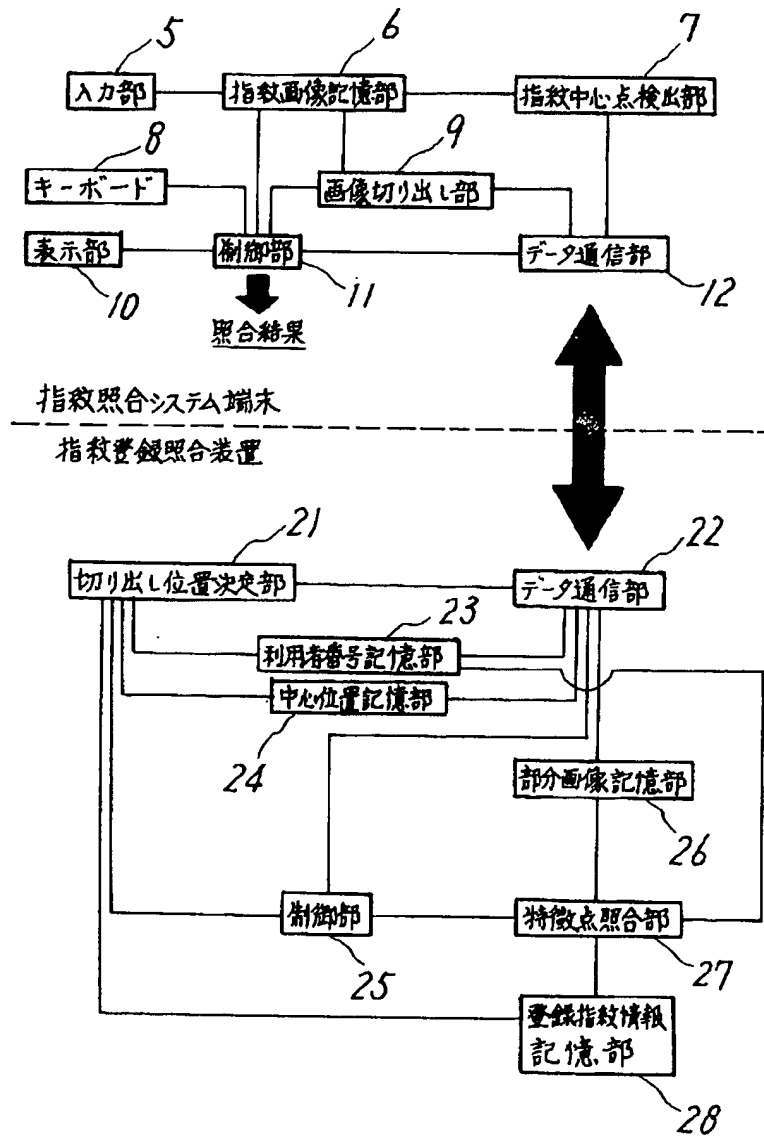 5
6
7
入力部
指紋画像記憶部
指紋中心点検出部
8
9
キーボード
画像切り出し部
表示部
制御部
データ通信部
10
11
12
照合結果
指紋照合システム端末
指紋登録照合装置
21
22
切り出し位置決定部
データ通信部
23
利用者番号記憶部
中心位置記憶部
24
部分画像記憶部
26
制御部
特徴点照合部
25
27
登録指紋情報
記憶部
28